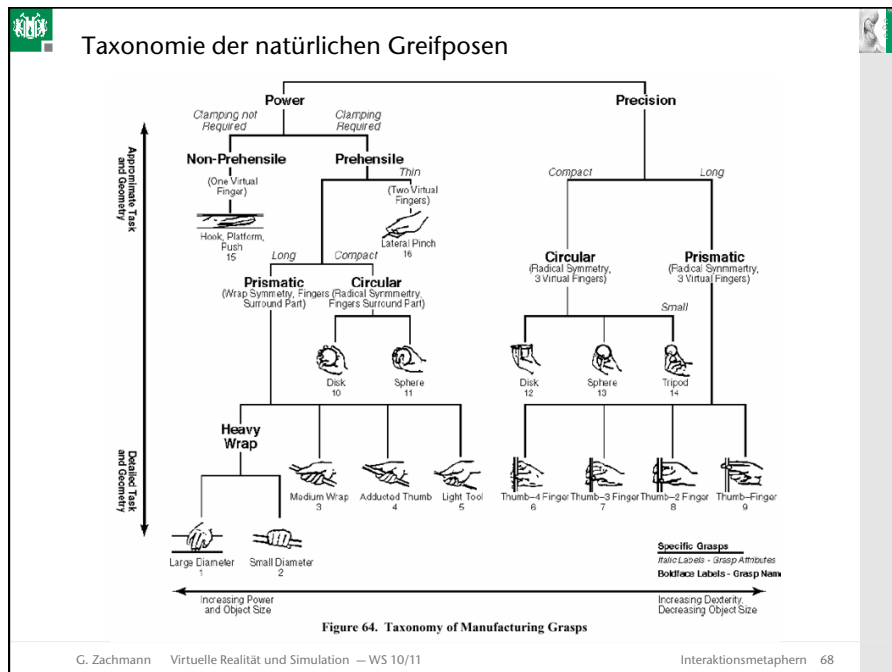 Taxonomie der natürlichen Greifposen
Power
Precision
Clamping not
Required
Clamping
Required
Non-Prehensile
Prehensile
(One Virtual
Finger)
Thin
(Two Virtual
Fingers)
Compact
Long
Hook, Platform,
Push
15
Lateral Pinch
16
Long
Compact
Prismatic
(Wrap Symmetry, Fingers
Surround Part)
Circular
(Radical Synmmetry,
Fingers Surround Part)
Circular
(Radical Symmetry,
3 Virtual Fingers)
Prismatic
(Radical Synmmertry,
3 Virtual Fingers)
Small
Disk
10
Sphere
11
Disk
12
Sphere
13
Tripod
14
Heavy
Wrap
Medium Wrap
3
Adducted Thumb
4
Light Tool
5
Thumb–4 Finger
6
Thumb–3 Finger
7
Thumb–2 Finger
8
Thumb–Finger
9
Large Diameter
1
Small Diameter
2
Approximate Task
and Geometry
Detailed Task
and Geometry
Specific Grasps
Italic Labels - Grasp Attributes
Boldface Labels - Grasp Nam
Increasing Power
and Object Size
Increasing Dexterity,
Decreasing Object Size
Figure 64. Taxonomy of Manufacturing Grasps
G. Zachmann Virtuelle Realität und Simulation — WS 10/11
Interaktionsmetaphern 68